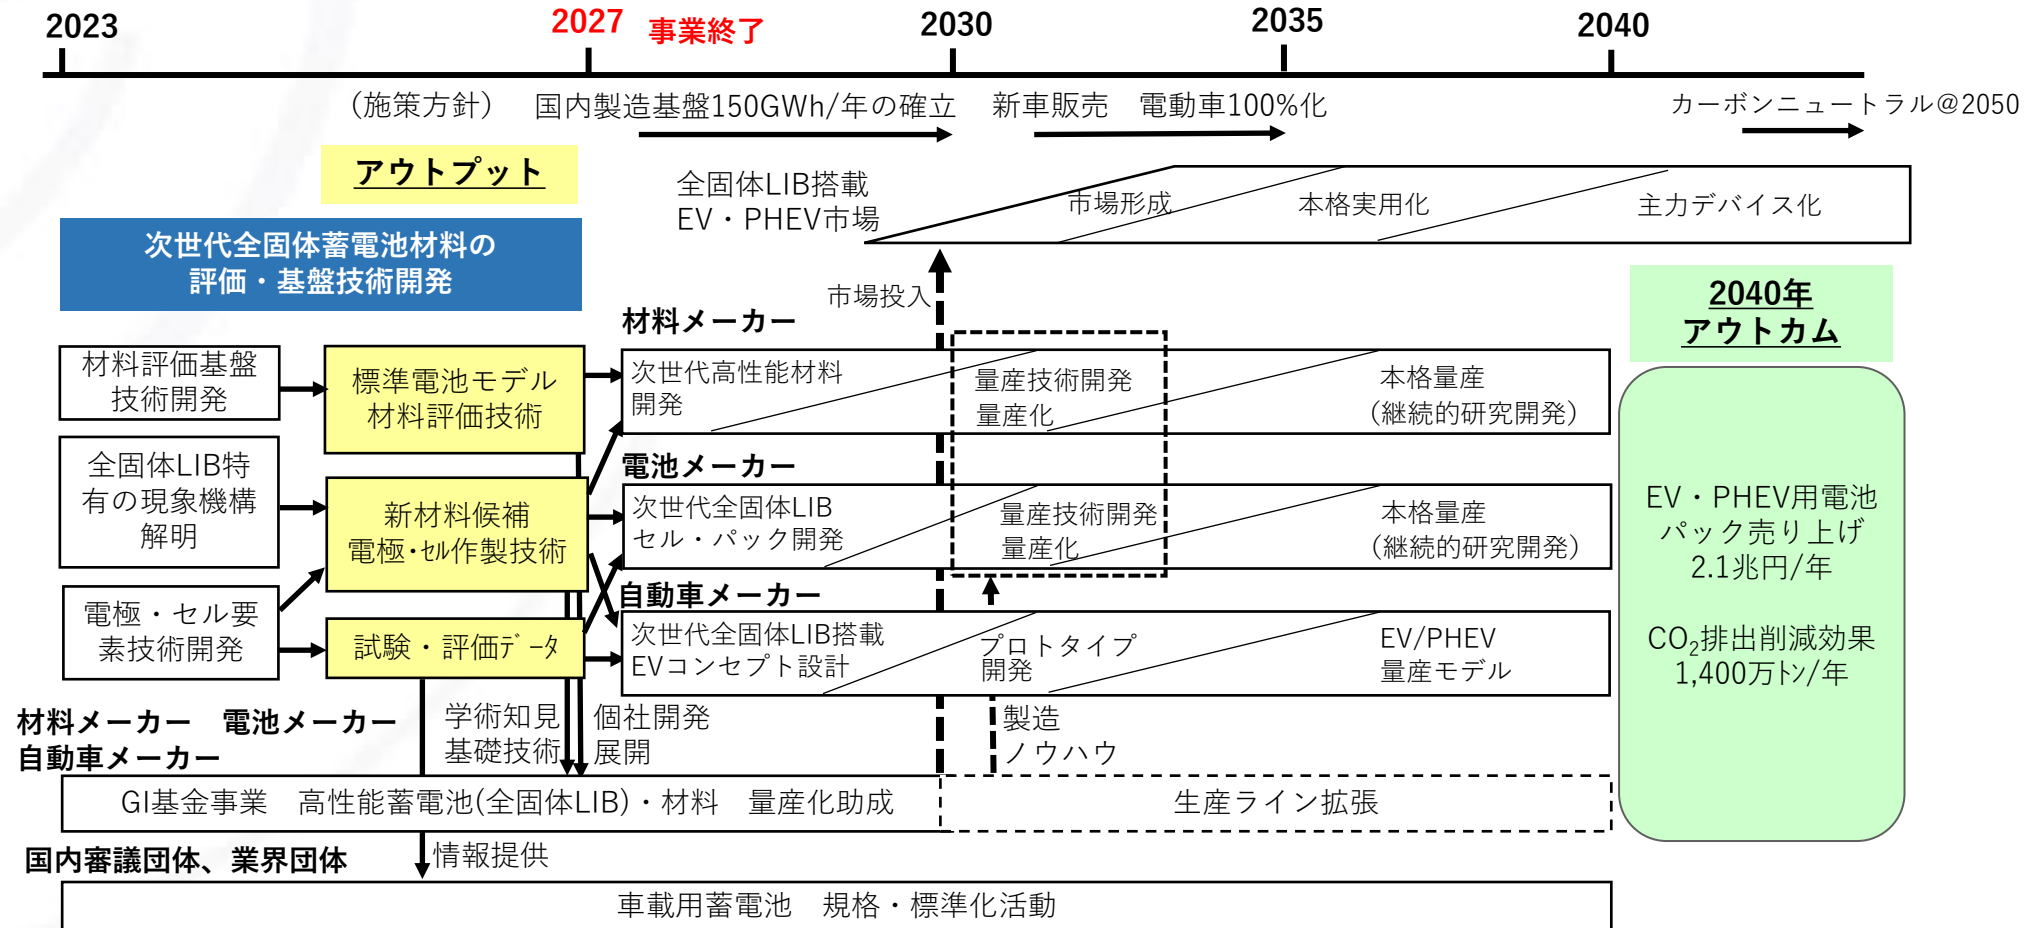 2023
2027 事業終了
2030
2035
2040
(施策方針)
国内製造基盤150GWh/年の確立
新車販売 電動車100%化
カーボンニュートラル@2050
アウトプット
全固体LIB搭載
EV・PHEV市場
市場形成
本格実用化
主力デバイス化
次世代全固体蓄電池材料の
評価・基盤技術開発
市場投入
2040年
アウトカム
材料メーカー
材料評価基盤
技術開発
標準電池モデル
材料評価技術
次世代高性能材料
開発
量産技術開発
量産化
本格量産
(継続的研究開発)
電池メーカー
全固体LIB特
有の現象機構
解明
新材料候補
電極・ｾﾙ作製技術
次世代全固体LIB
セル・パック開発
量産技術開発
量産化
本格量産
(継続的研究開発)
EV・PHEV用電池
パック売り上げ
2.1兆円/年
CO₂排出削減効果
1,400万ﾄﾝ/年
自動車メーカー
電極・セル要
素技術開発
試験・評価ﾃﾞｰﾀ
次世代全固体LIB搭載
EVコンセプト設計
プロトタイプ
開発
EV/PHEV
量産モデル
材料メーカー 電池メーカー
自動車メーカー
学術知見
基礎技術
個社開発
展開
製造
ノウハウ
GI基金事業 高性能蓄電池(全固体LIB)・材料 量産化助成
生産ライン拡張
国内審議団体、業界団体
情報提供
車載用蓄電池 規格・標準化活動